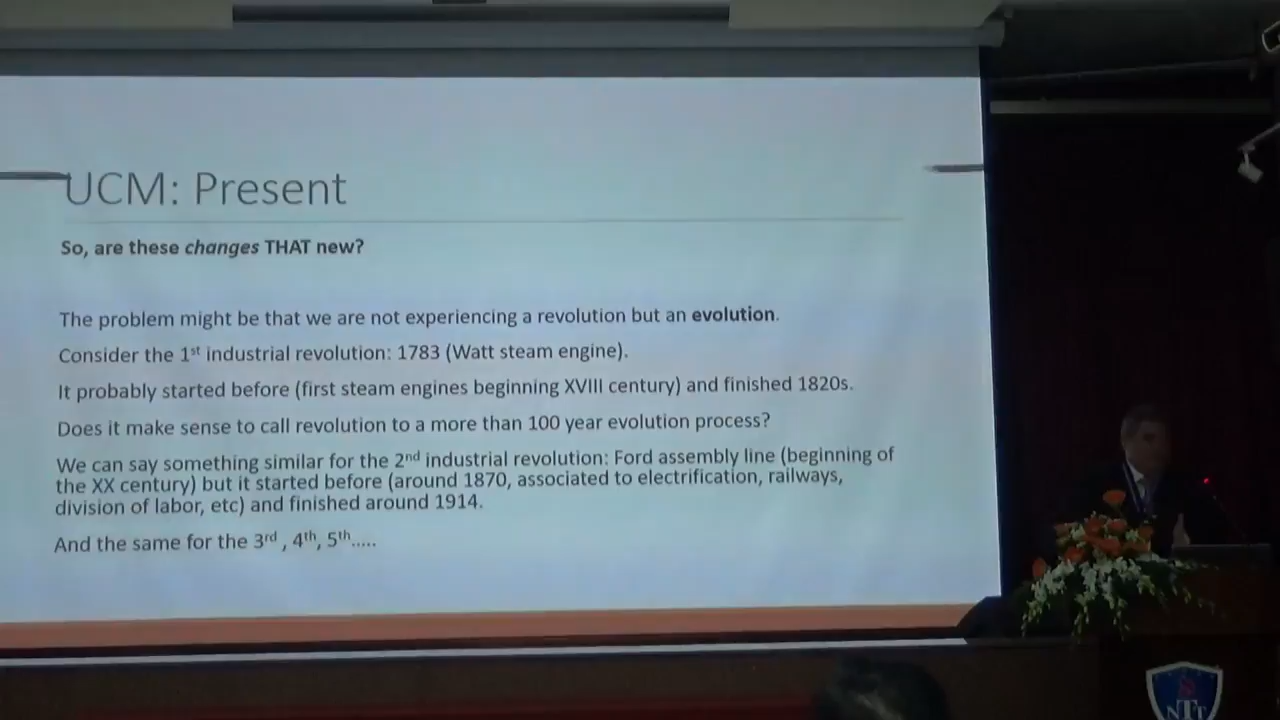 UCM: Present
So, are these changes THAT new?
The problem might be that we are not experiencing a revolution but an evolution.
Consider the 1st industrial revolution: 1783 (Watt steam engine).
It probably started before (first steam engines beginning XVIII century) and finished 1820s.
Does it make sense to call revolution to a more than 100 year evolution process?
We can say something similar for the 2nd industrial revolution: Ford assembly line (beginning of
the XX century) but it started before (around 1870, associated to electrification, railways,
division of labor, etc) and finished around 1914.
And the same for the 3rd , 4th, 5th.....
NTT